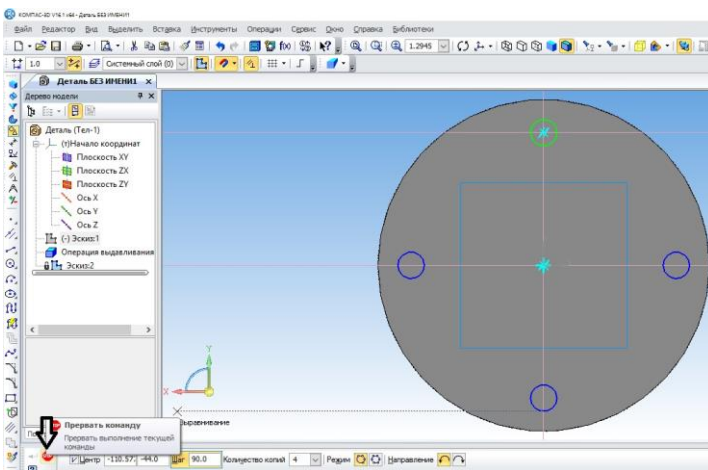 КОМПАС-3D V16.1 x64 - Деталь БЕЗ ИМЕНИ1
Файл Редактор Вид Выделить Вставка Инструменты Операции Сервис Окно Справка Библиотеки
1.2945
1.0 Системный слой (0)
Деталь БЕЗ ИМЕНИ1
Дерево модели
Деталь (Тел-1)
(т)Начало координат
Плоскость XY
Плоскость ZX
Плоскость ZY
Ось X
Ось Y
Ось Z
(-) Эскиз:1
Операция выдавливания
Эскиз:2
Y
X
Выравнивание
Прервать команду
Прервать выполнение текущей
команды
Центр -110.57 -44.0 Шаг 90.0 Количество копий 4 Режим Направление